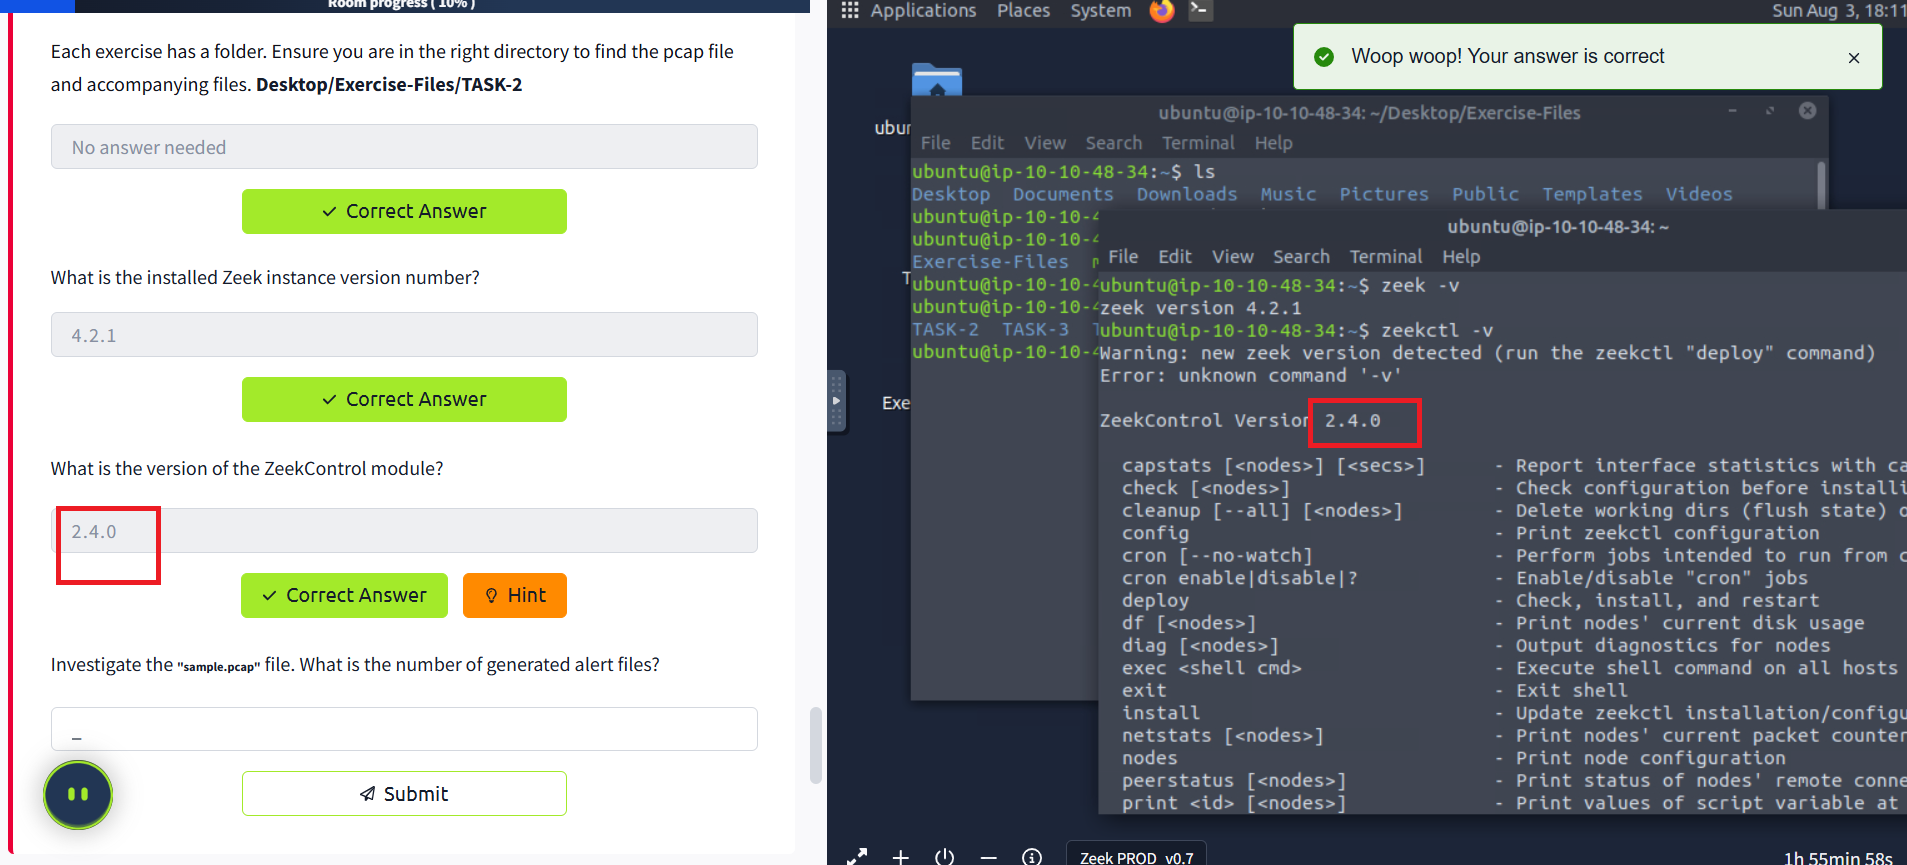 Room progress ( 10% )
Each exercise has a folder. Ensure you are in the right directory to find the pcap file
and accompanying files. Desktop/Exercise-Files/TASK-2
No answer needed
Correct Answer
What is the installed Zeek instance version number?
4.2.1
Correct Answer
What is the version of the ZeekControl module?
2.4.0
Correct Answer
Hint
Investigate the "sample.pcap" file. What is the number of generated alert files?
_
Submit
Applications Places System
Sun Aug 3, 18:11
Woop woop! Your answer is correct
ubuntu@ip-10-10-48-34: ~/Desktop/Exercise-Files
File Edit View Search Terminal Help
ubuntu@ip-10-10-48-34:~$ ls
Desktop Documents Downloads Music Pictures Public Templates Videos
ubuntu@ip-10-10-4
ubuntu@ip-10-10-4
Exercise-Files
ubuntu@ip-10-10-4
ubuntu@ip-10-10-4
TASK-2 TASK-3
ubuntu@ip-10-10-4
ubuntu@ip-10-10-48-34: ~
File Edit View Search Terminal Help
ubuntu@ip-10-10-48-34:~$ zeek -v
zeek version 4.2.1
ubuntu@ip-10-10-48-34:~$ zeekctl -v
Warning: new zeek version detected (run the zeekctl "deploy" command)
Error: unknown command '-v'
ZeekControl Version 2.4.0
capstats [<nodes>] [<secs>] - Report interface statistics with ca
check [<nodes>] - Check configuration before installi
cleanup [--all] [<nodes>] - Delete working dirs (flush state) o
config - Print zeekctl configuration
cron [--no-watch] - Perform jobs intended to run from c
cron enable|disable|? - Enable/disable "cron" jobs
deploy - Check, install, and restart
df [<nodes>] - Print nodes' current disk usage
diag [<nodes>] - Output diagnostics for nodes
exec <shell cmd> - Execute shell command on all hosts
exit - Exit shell
install - Update zeekctl installation/configu
netstats [<nodes>] - Print nodes' current packet counter
nodes - Print node configuration
peerstatus [<nodes>] - Print status of nodes' remote conne
print <id> [<nodes>] - Print values of script variable at
ubun
Exe
Zeek PROD_v0.7
1h 55min 58s